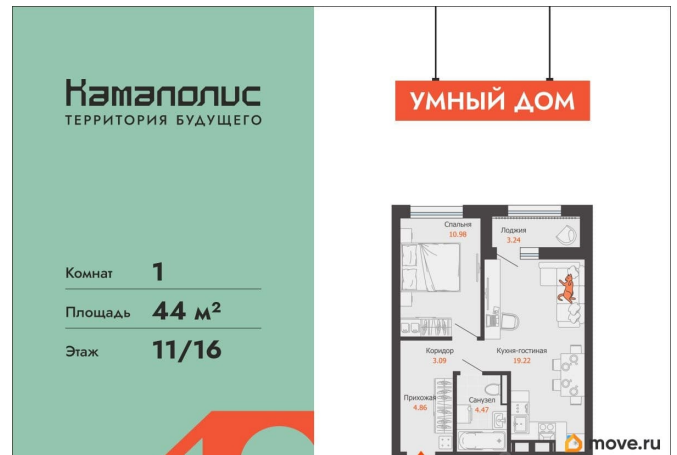 Камаполис
ТЕРРИТОРИЯ БУДУЩЕГО
Комнат 1
Площадь 44 м²
Этаж 11/16
УМНЫЙ ДОМ
Спальня
10.98
Лоджия
3.24
Коридор
3.09
Кухня-гостиная
19.22
Прихожая
4.86
Санузел
4.47
move.ru